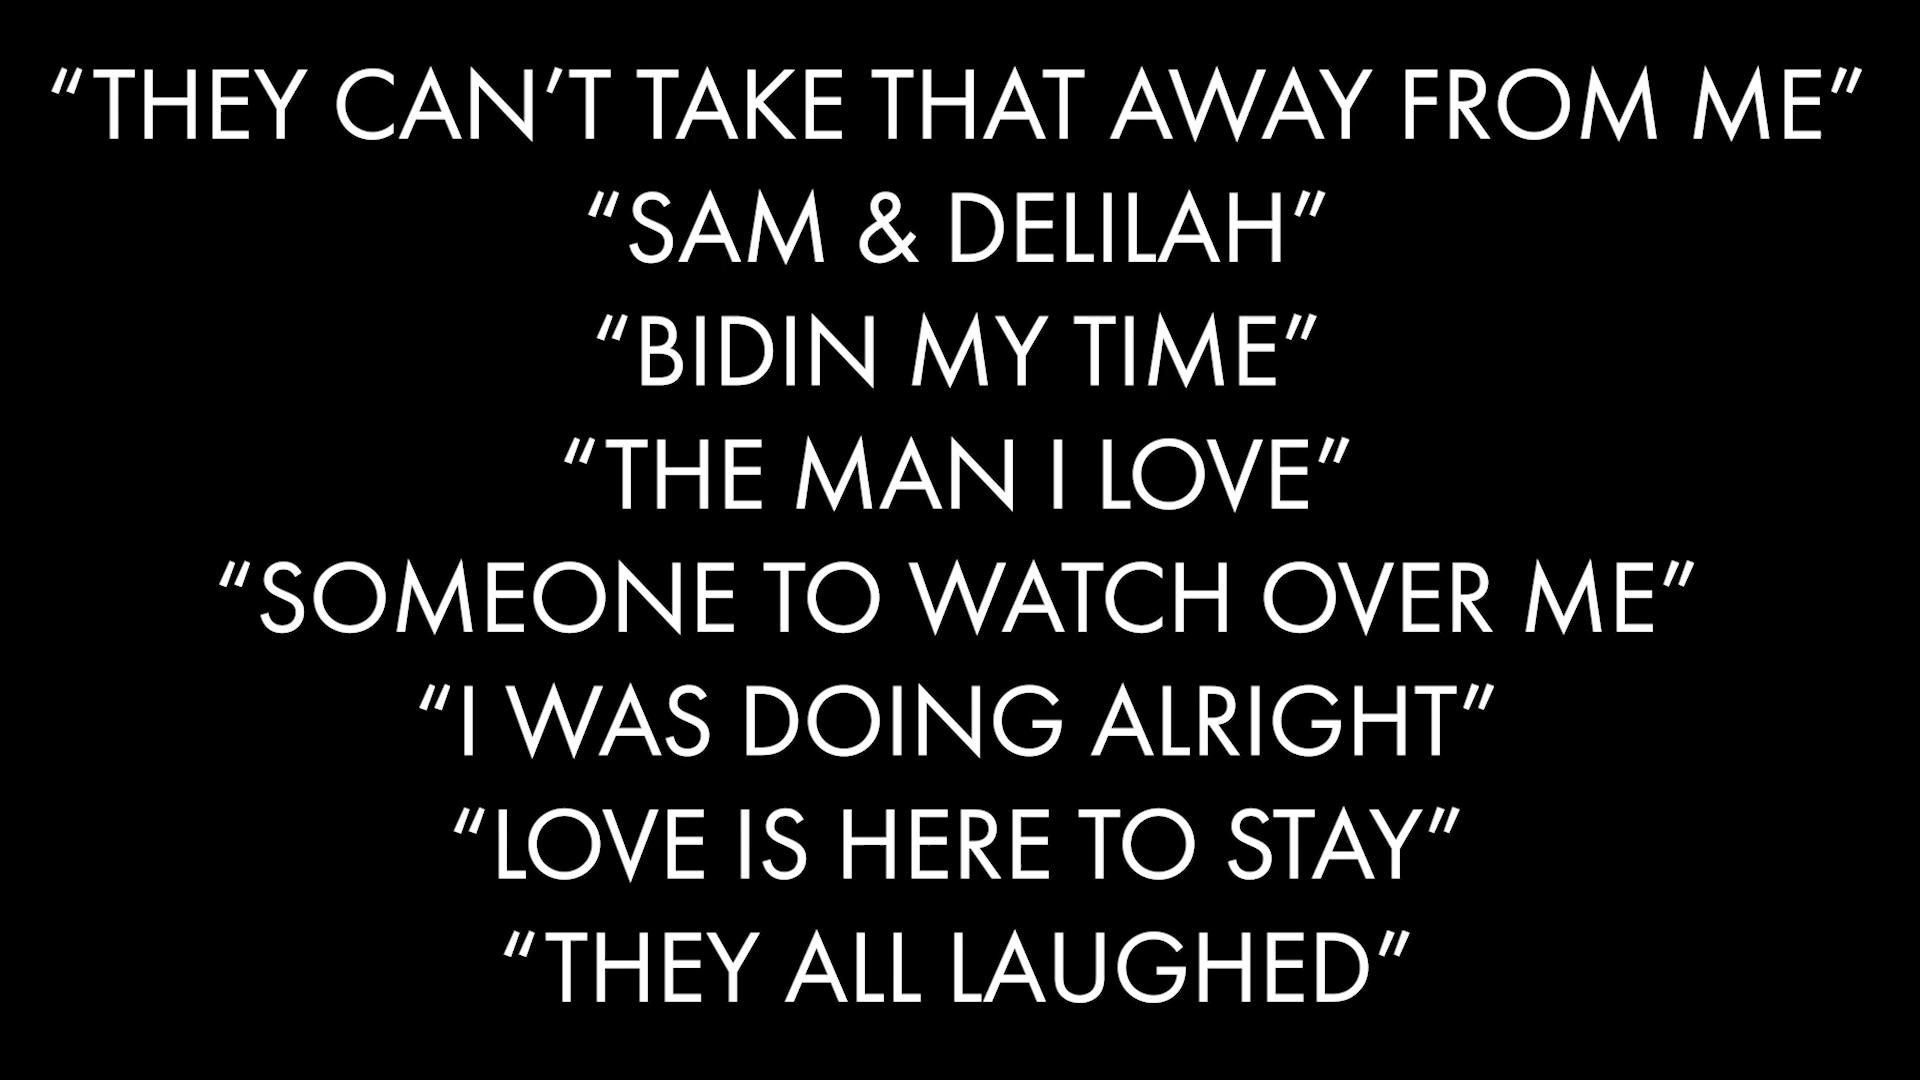 “THEY CAN’T TAKE THAT AWAY FROM ME”
“SAM & DELILAH”
“BIDIN MY TIME”
“THE MAN I LOVE”
“SOMEONE TO WATCH OVER ME”
“I WAS DOING ALRIGHT”
“LOVE IS HERE TO STAY”
“THEY ALL LAUGHED”